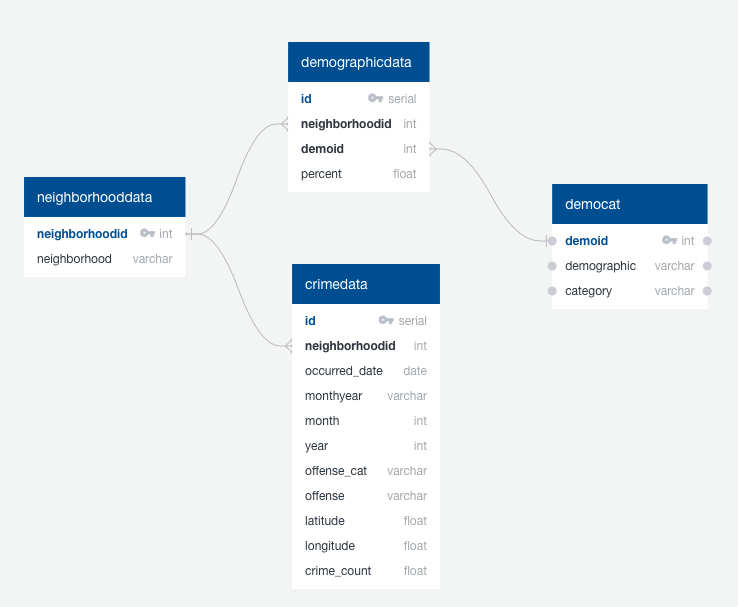 demographicdata
id serial
neighborhoodid int
demoid int
percent float
neighborhooddata
neighborhoodid int
neighborhood varchar
democat
demoid int
demographic varchar
category varchar
crimedata
id serial
neighborhoodid int
occurred_date date
monthyear varchar
month int
year int
offense_cat varchar
offense varchar
latitude float
longitude float
crime_count float